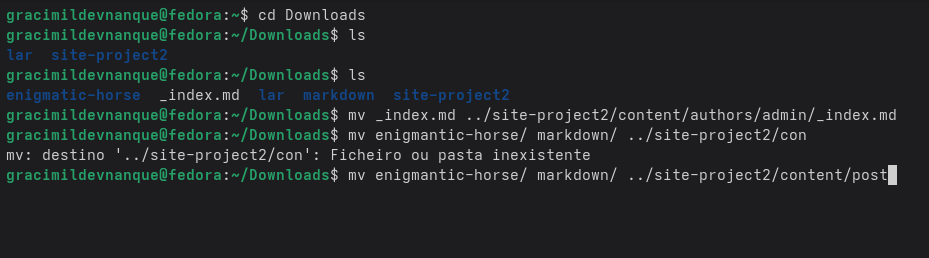 gracimildevnanque@fedora:~$ cd Downloads
gracimildevnanque@fedora:~/Downloads$ ls
lar  site-project2
gracimildevnanque@fedora:~/Downloads$ ls
enigmatic-horse  _index.md  lar  markdown  site-project2
gracimildevnanque@fedora:~/Downloads$ mv _index.md ../site-project2/content/authors/admin/_index.md
gracimildevnanque@fedora:~/Downloads$ mv enigmatic-horse/ markdown/ ../site-project2/con
mv: destino '../site-project2/con': Ficheiro ou pasta inexistente
gracimildevnanque@fedora:~/Downloads$ mv enigmantic-horse/ markdown/ ../site-project2/content/post